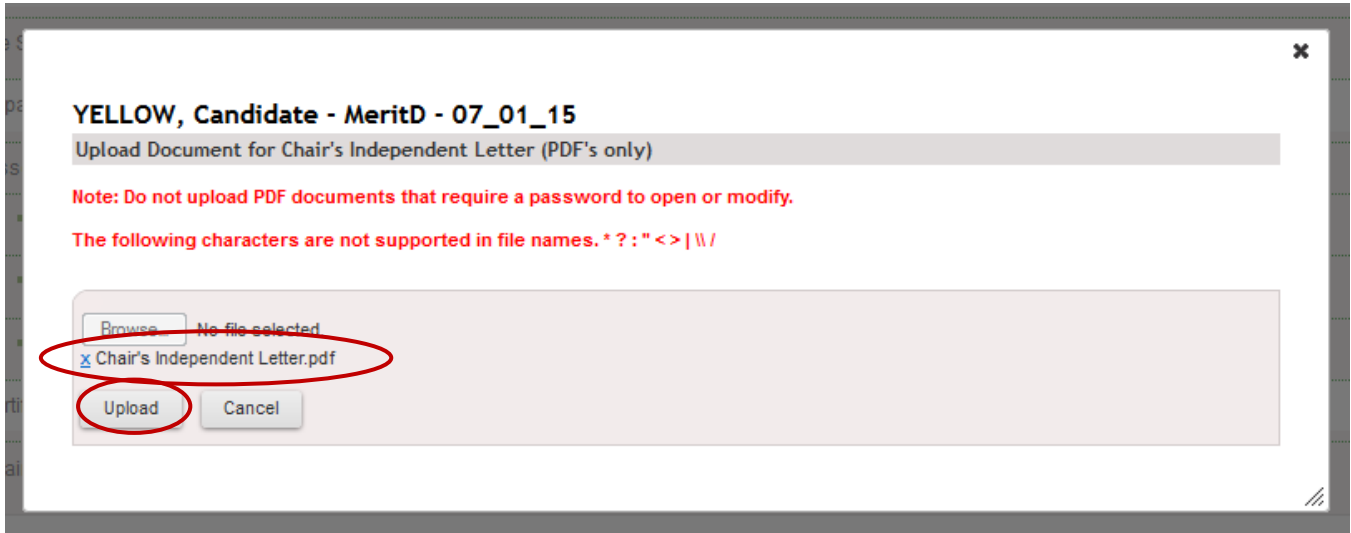 ✖
YELLOW, Candidate - MeritD - 07_01_15
Upload Document for Chair's Independent Letter (PDF's only)
Note: Do not upload PDF documents that require a password to open or modify.
The following characters are not supported in file names. * ? : " < > | \\ /
Browse... No file selected.
x Chair's Independent Letter.pdf
Upload Cancel